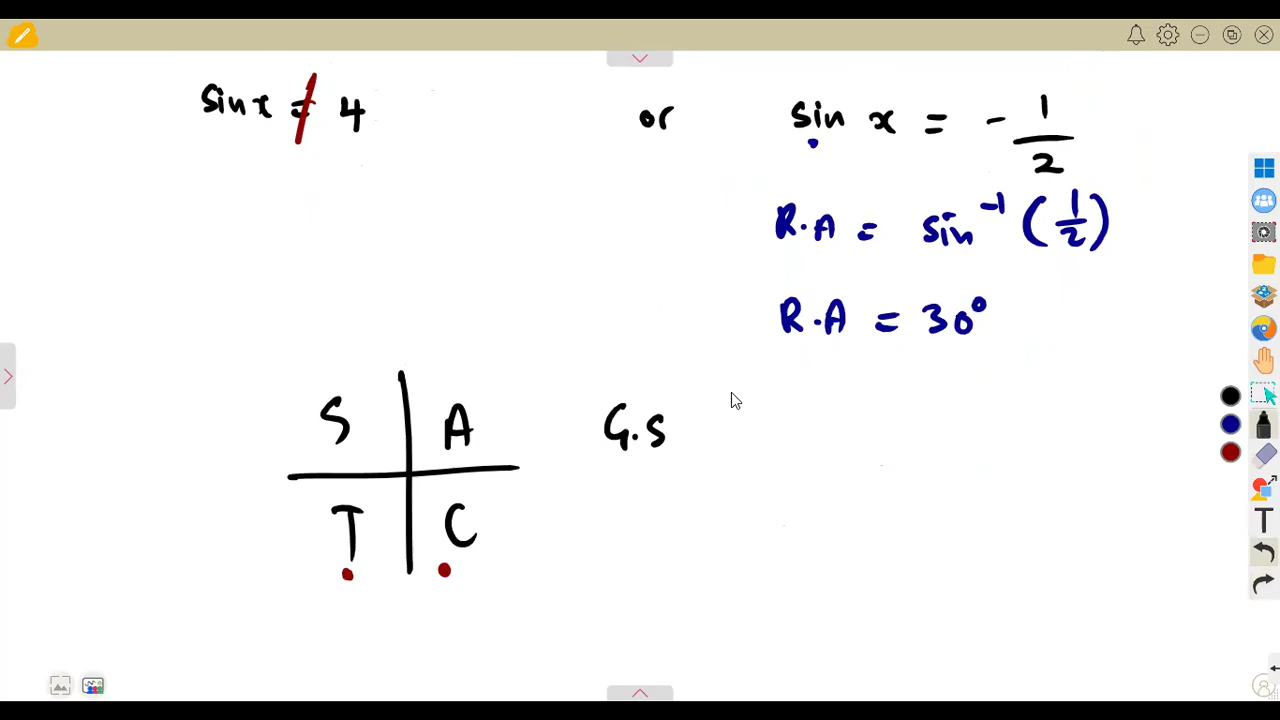 sin x ≠ 4 or sin x = - 1/2
R.A = sin⁻¹ (1/2)
R.A = 30°
S A G.S
T C
T